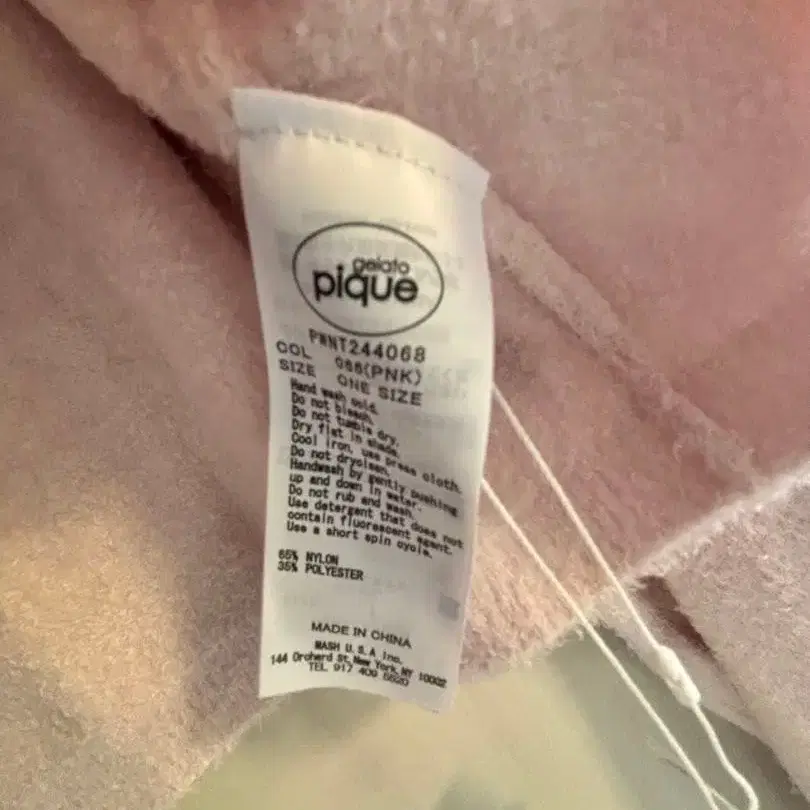 gelato
pique
PWNT244068
COL 066(PNK)
SIZE ONE SIZE
Hand wash cold.
Do not bleach.
Do not tumble dry.
Dry flat in shade.
Cool iron, use press cloth.
Do not dryclean.
Handwash by gently pushing
up and down in water.
Do not rub and wash.
Use detergent that does not
contain fluorescent agent.
Use a short spin cycle.
65% NYLON
35% POLYESTER
MADE IN CHINA
MASH U.S.A Inc.
144 Orcherd St, New York, NY 10002
TEL 917 409 5520